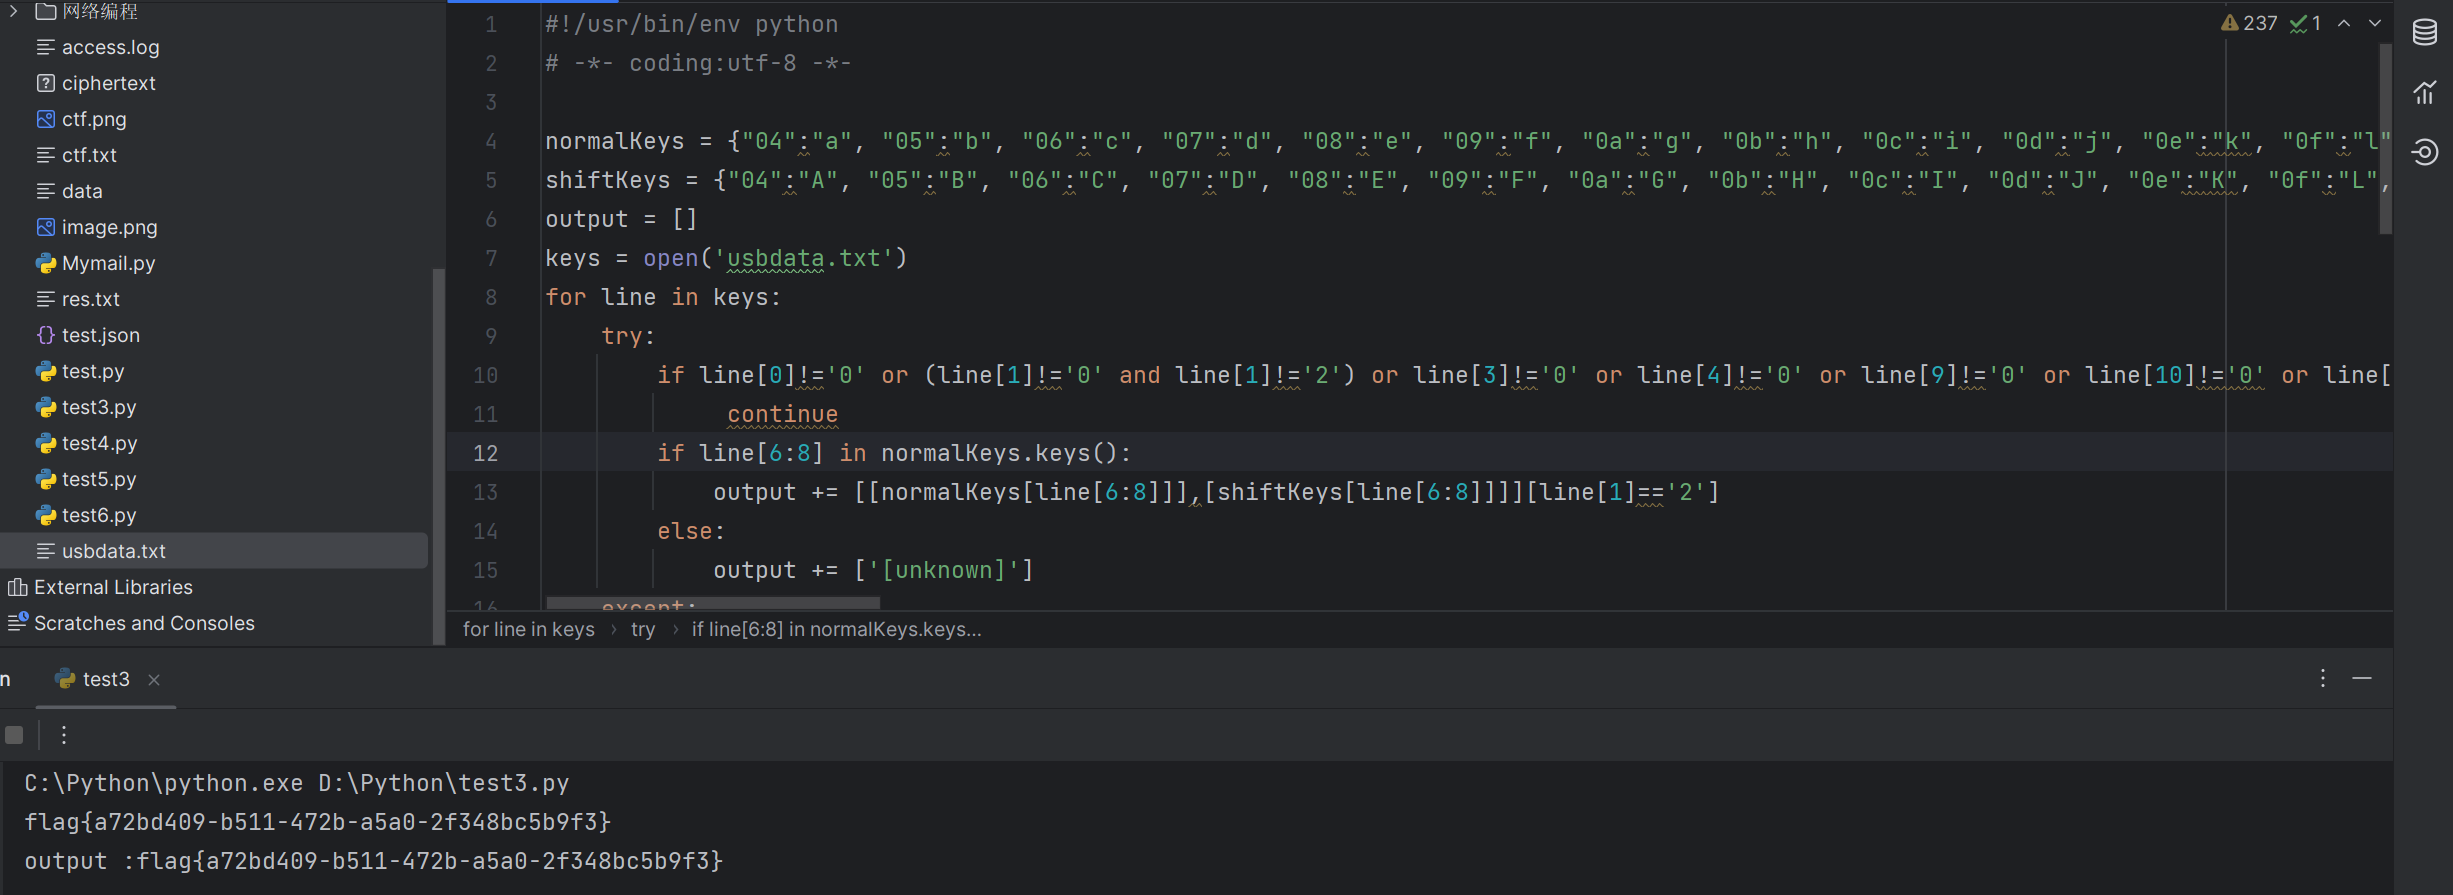 网络编程
access.log
ciphertext
ctf.png
ctf.txt
data
image.png
Mymail.py
res.txt
test.json
test.py
test3.py
test4.py
test5.py
test6.py
usbdata.txt
External Libraries
Scratches and Consoles
237 1
1 #!/usr/bin/env python
2 # -*- coding:utf-8 -*-
3
4 normalKeys = {"04":"a", "05":"b", "06":"c", "07":"d", "08":"e", "09":"f", "0a":"g", "0b":"h", "0c":"i", "0d":"j", "0e":"k", "0f":"l"
5 shiftKeys = {"04":"A", "05":"B", "06":"C", "07":"D", "08":"E", "09":"F", "0a":"G", "0b":"H", "0c":"I", "0d":"J", "0e":"K", "0f":"L",
6 output = []
7 keys = open('usbdata.txt')
8 for line in keys:
9     try:
10         if line[0]!='0' or (line[1]!='0' and line[1]!='2') or line[3]!='0' or line[4]!='0' or line[9]!='0' or line[10]!='0' or line[
11              continue
12         if line[6:8] in normalKeys.keys():
13             output += [[normalKeys[line[6:8]]],[shiftKeys[line[6:8]]]][line[1]=='2']
14         else:
15             output += ['[unknown]']
16     except:
for line in keys › try › if line[6:8] in normalKeys.keys...
n test3
C:\Python\python.exe D:\Python\test3.py
flag{a72bd409-b511-472b-a5a0-2f348bc5b9f3}
output :flag{a72bd409-b511-472b-a5a0-2f348bc5b9f3}